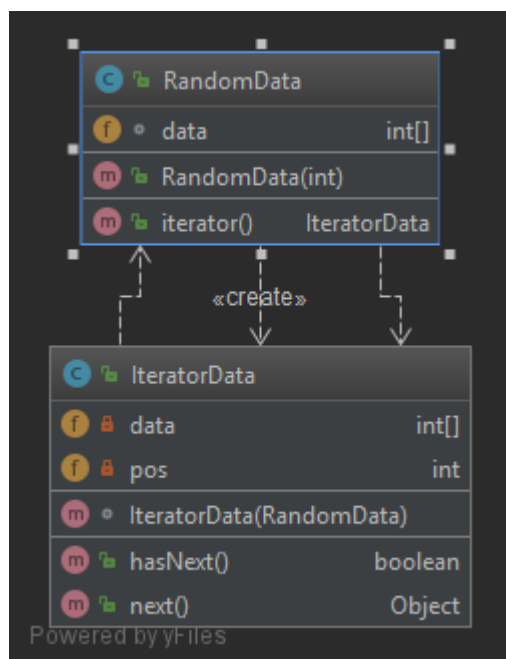 RandomData
data int[]
RandomData(int)
iterator() IteratorData
«create»
IteratorData
data int[]
pos int
IteratorData(RandomData)
hasNext() boolean
next() Object
Powered by yFiles